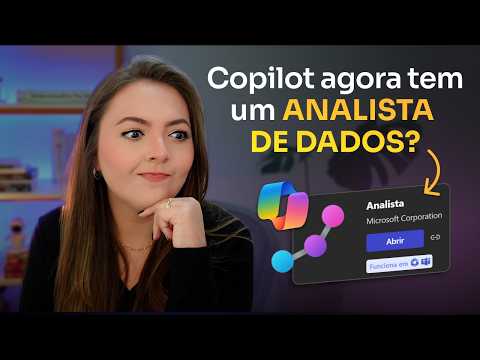 Copilot agora tem
um ANALISTA
DE DADOS?
Analista
Microsoft Corporation
Abrir
Funciona em